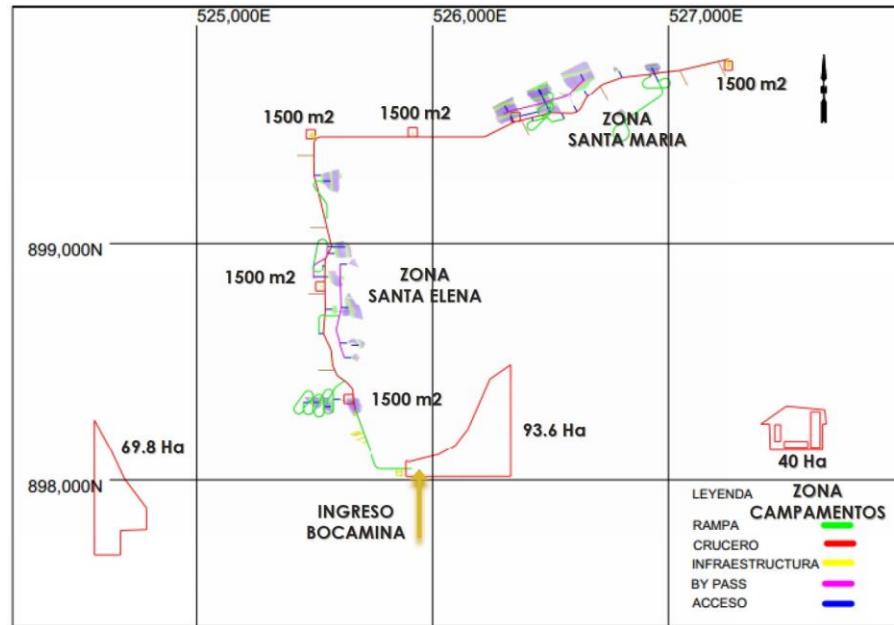 525,000E
526,000E
527,000E
1500 m2
1500 m2
1500 m2
ZONA
SANTA MARIA
899,000N
1500 m2
ZONA
SANTA ELENA
1500 m2
69.8 Ha
93.6 Ha
40 Ha
898,000N
INGRESO
BOCAMINA
LEYENDA
ZONA
CAMPAMENTOS
RAMPA
CRUCERO
INFRAESTRUCTURA
BY PASS
ACCESO